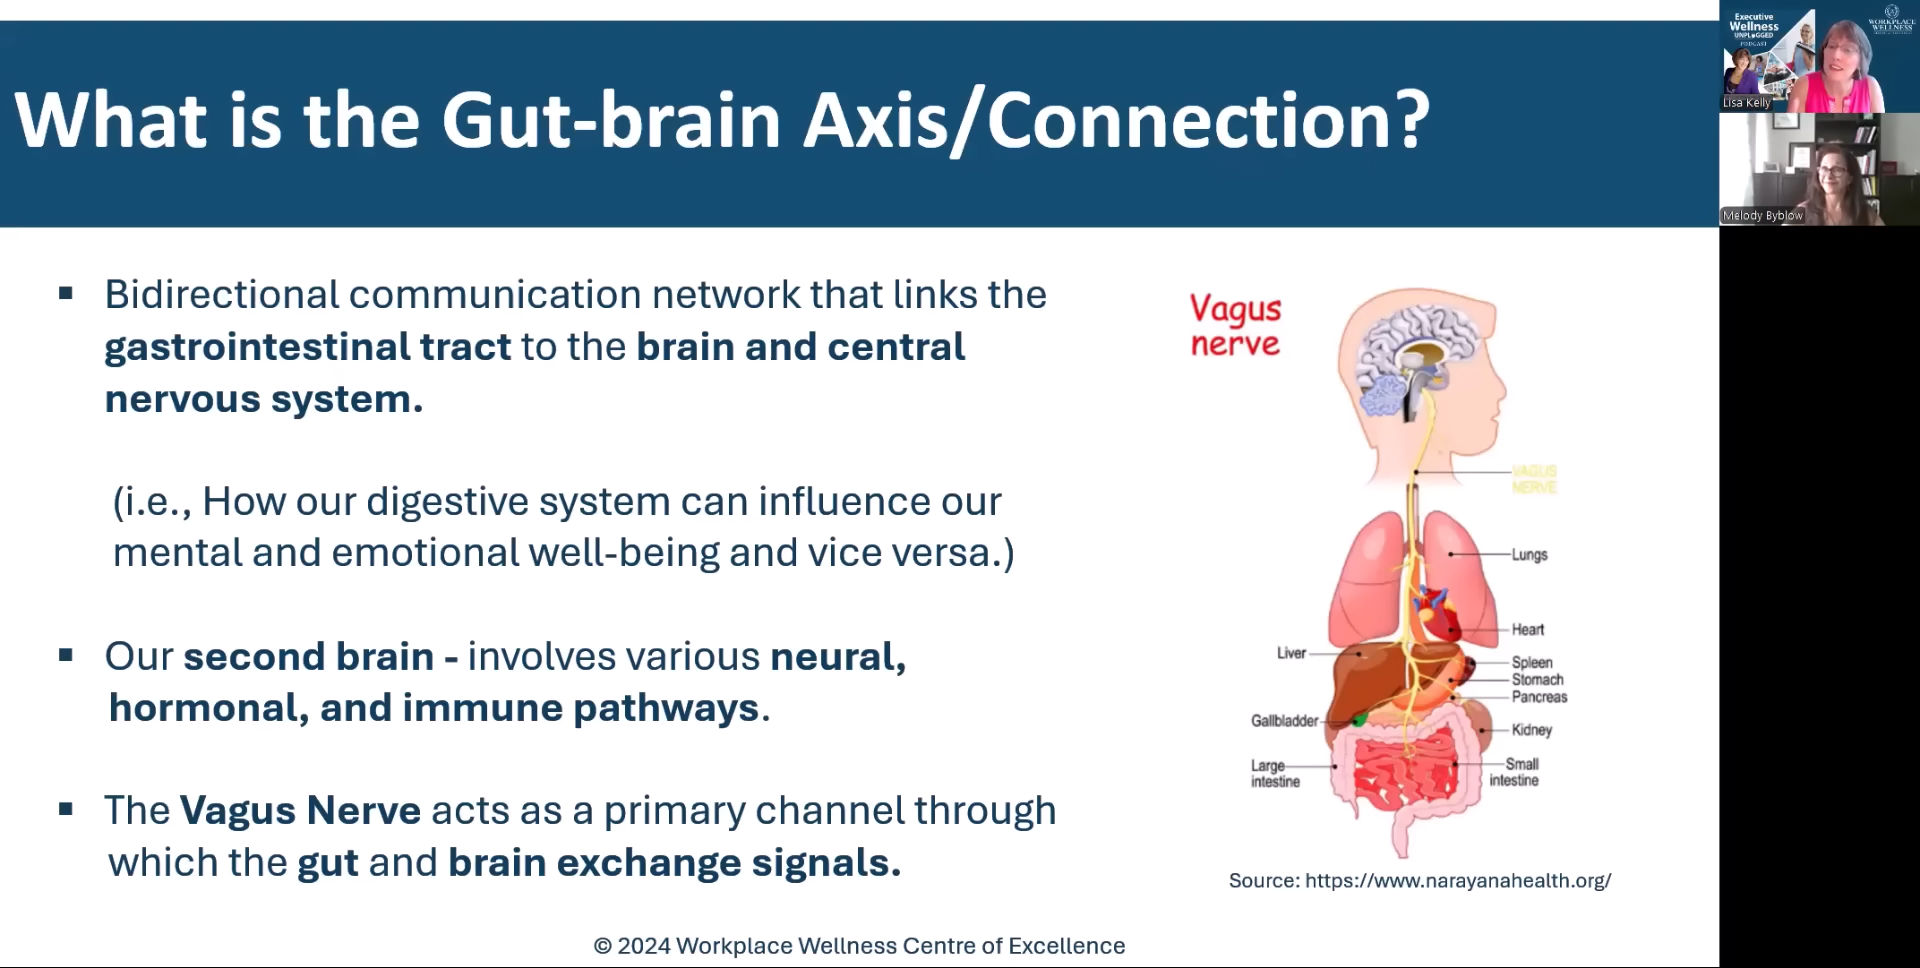 What is the Gut-brain Axis/Connection?
▪ Bidirectional communication network that links the
gastrointestinal tract to the brain and central
nervous system.
(i.e., How our digestive system can influence our
mental and emotional well-being and vice versa.)
▪ Our second brain - involves various neural,
hormonal, and immune pathways.
▪ The Vagus Nerve acts as a primary channel through
which the gut and brain exchange signals.
Vagus
nerve
VAGUS
NERVE
Lungs
Heart
Liver
Spleen
Stomach
Pancreas
Gallbladder
Kidney
Large
intestine
Small
intestine
Source: https://www.narayanahealth.org/
© 2024 Workplace Wellness Centre of Excellence
Executive
Wellness
UNPLUGGED
PODCAST
WORKPLACE
WELLNESS
Lisa Kelly
Melody Byblow